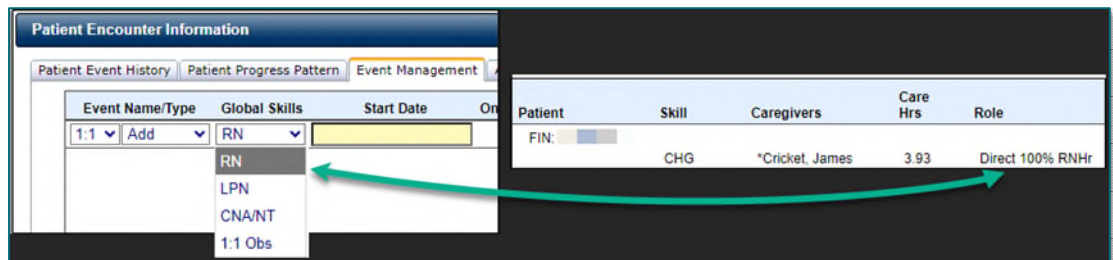 Patient Encounter Information
Patient Event History Patient Progress Pattern Event Management
Event Name/Type Global Skills Start Date On
1:1 Add RN
RN
LPN
CNA/NT
1:1 Obs
Patient Skill Caregivers Care Hrs Role
FIN:
CHG *Cricket, James 3.93 Direct 100% RNHr